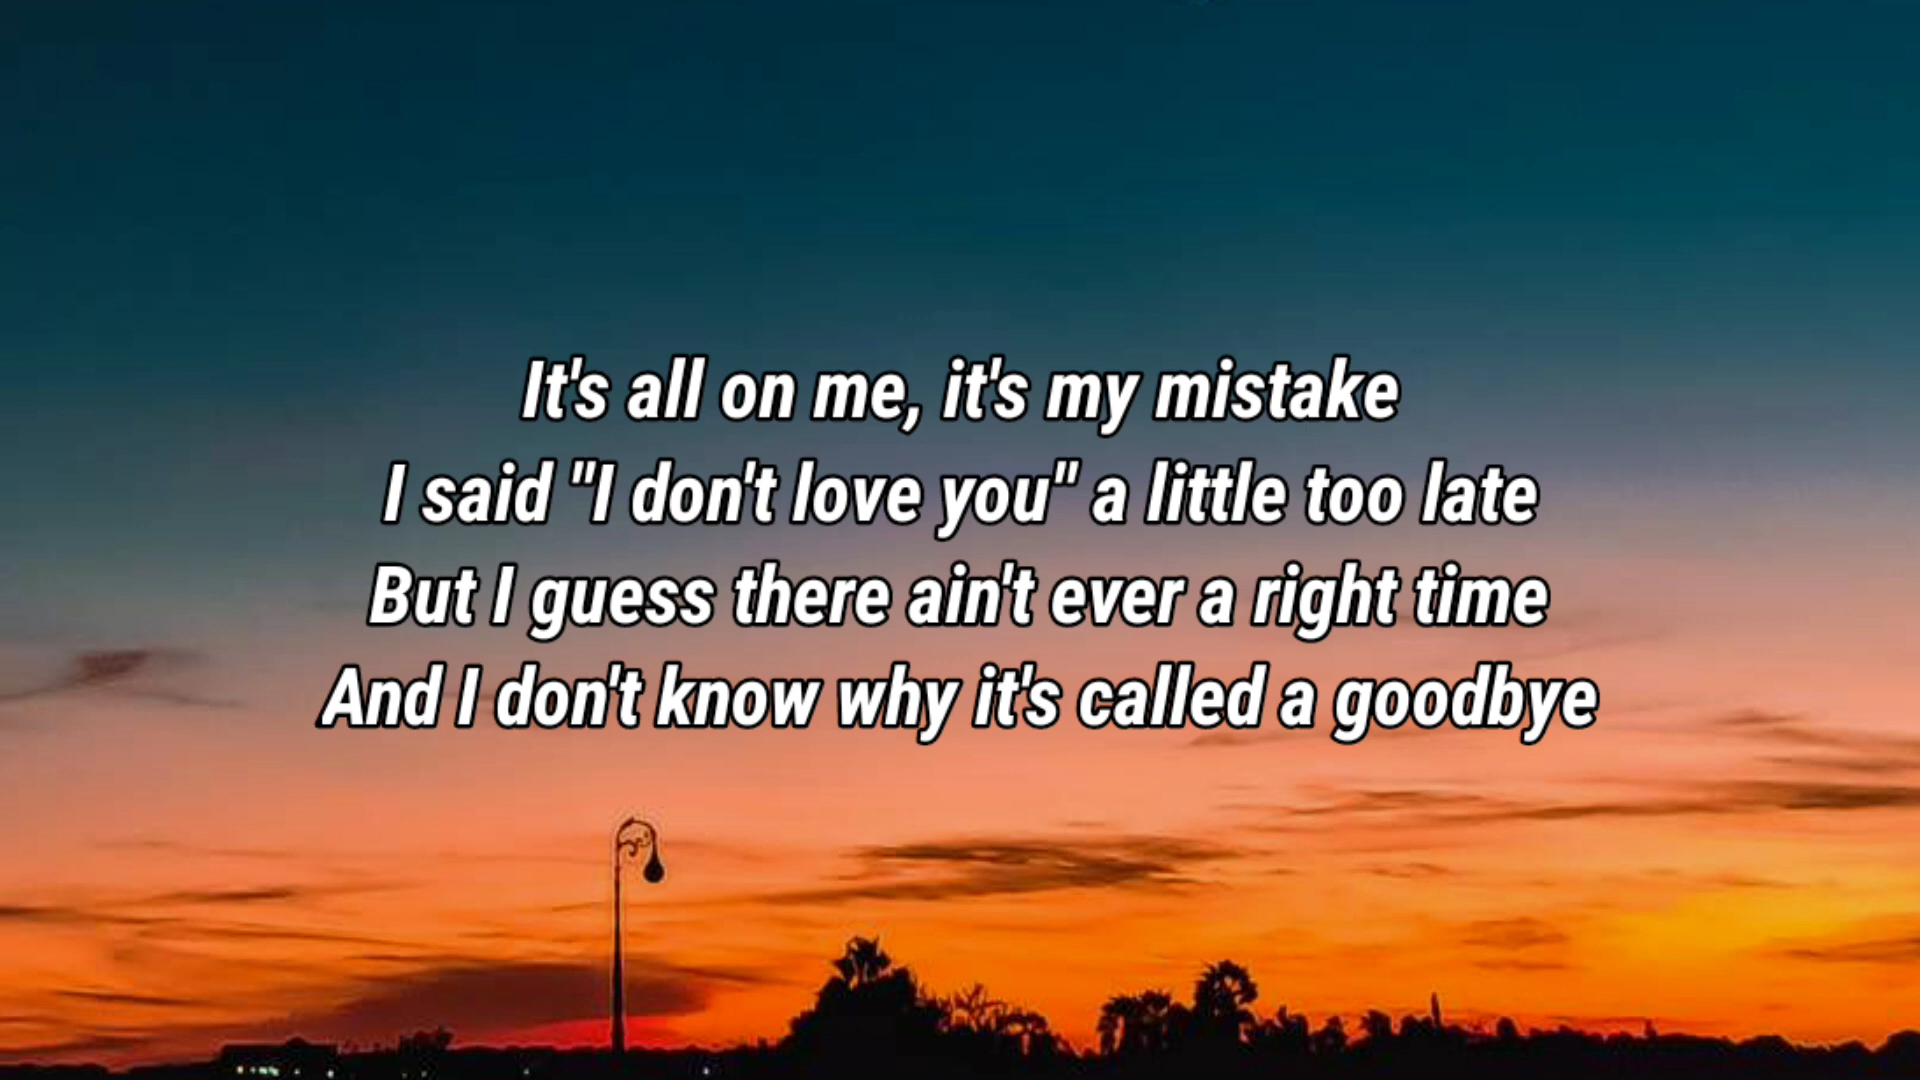 It's all on me, it's my mistake
I said "I don't love you" a little too late
But I guess there ain't ever a right time
And I don't know why it's called a goodbye